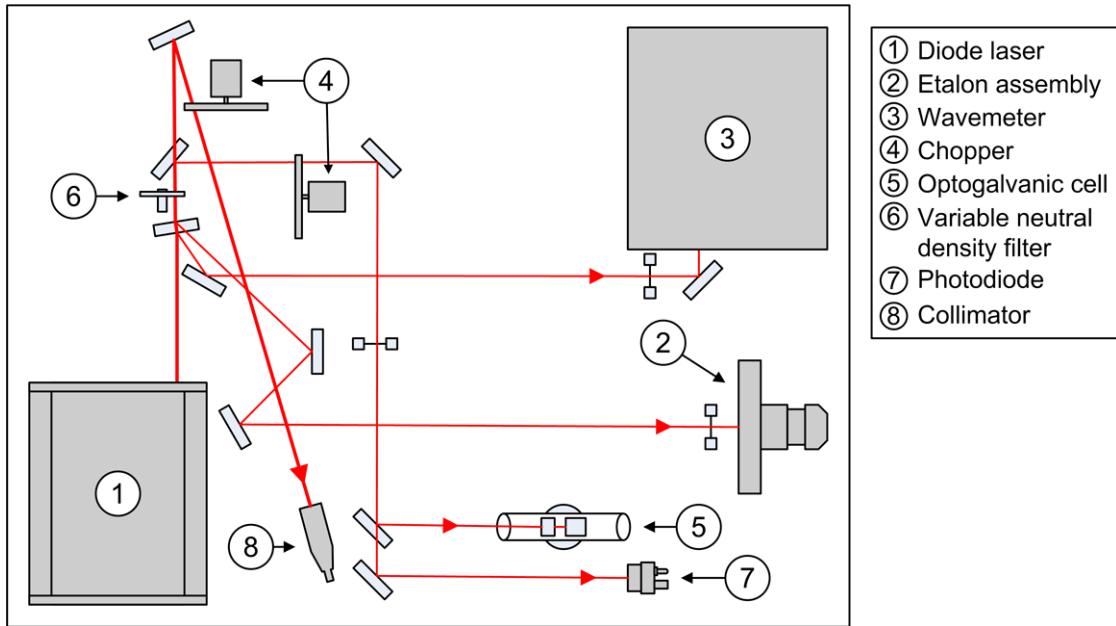 4
3
6
2
1
5
8
7
1 Diode laser
2 Etalon assembly
3 Wavemeter
4 Chopper
5 Optogalvanic cell
6 Variable neutral
density filter
7 Photodiode
8 Collimator